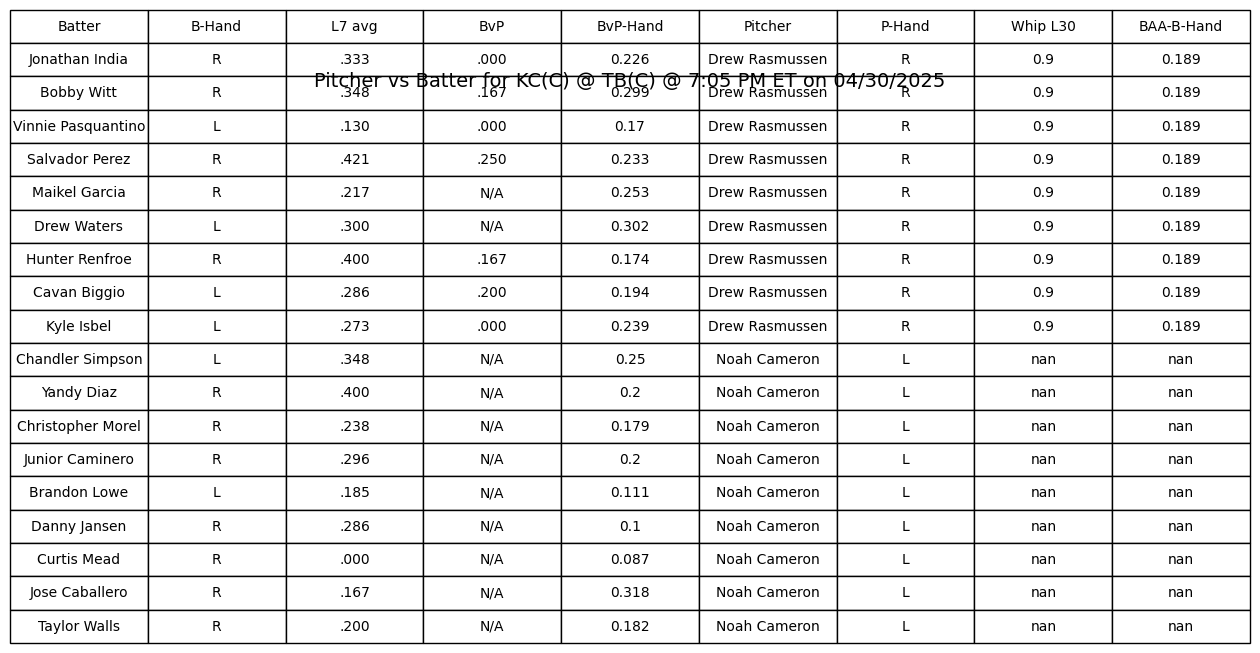 Batter B-Hand L7 avg BvP BvP-Hand Pitcher P-Hand Whip L30 BAA-B-Hand
Jonathan India R .333 .000 0.226 Drew Rasmussen R 0.9 0.189
Pitcher vs Batter for KC(C) @ TB(C) @ 7:05 PM ET on 04/30/2025
Bobby Witt R .348 .167 0.299 Drew Rasmussen R 0.9 0.189
Vinnie Pasquantino L .130 .000 0.17 Drew Rasmussen R 0.9 0.189
Salvador Perez R .421 .250 0.233 Drew Rasmussen R 0.9 0.189
Maikel Garcia R .217 N/A 0.253 Drew Rasmussen R 0.9 0.189
Drew Waters L .300 N/A 0.302 Drew Rasmussen R 0.9 0.189
Hunter Renfroe R .400 .167 0.174 Drew Rasmussen R 0.9 0.189
Cavan Biggio L .286 .200 0.194 Drew Rasmussen R 0.9 0.189
Kyle Isbel L .273 .000 0.239 Drew Rasmussen R 0.9 0.189
Chandler Simpson L .348 N/A 0.25 Noah Cameron L nan nan
Yandy Diaz R .400 N/A 0.2 Noah Cameron L nan nan
Christopher Morel R .238 N/A 0.179 Noah Cameron L nan nan
Junior Caminero R .296 N/A 0.2 Noah Cameron L nan nan
Brandon Lowe L .185 N/A 0.111 Noah Cameron L nan nan
Danny Jansen R .286 N/A 0.1 Noah Cameron L nan nan
Curtis Mead R .000 N/A 0.087 Noah Cameron L nan nan
Jose Caballero R .167 N/A 0.318 Noah Cameron L nan nan
Taylor Walls R .200 N/A 0.182 Noah Cameron L nan nan